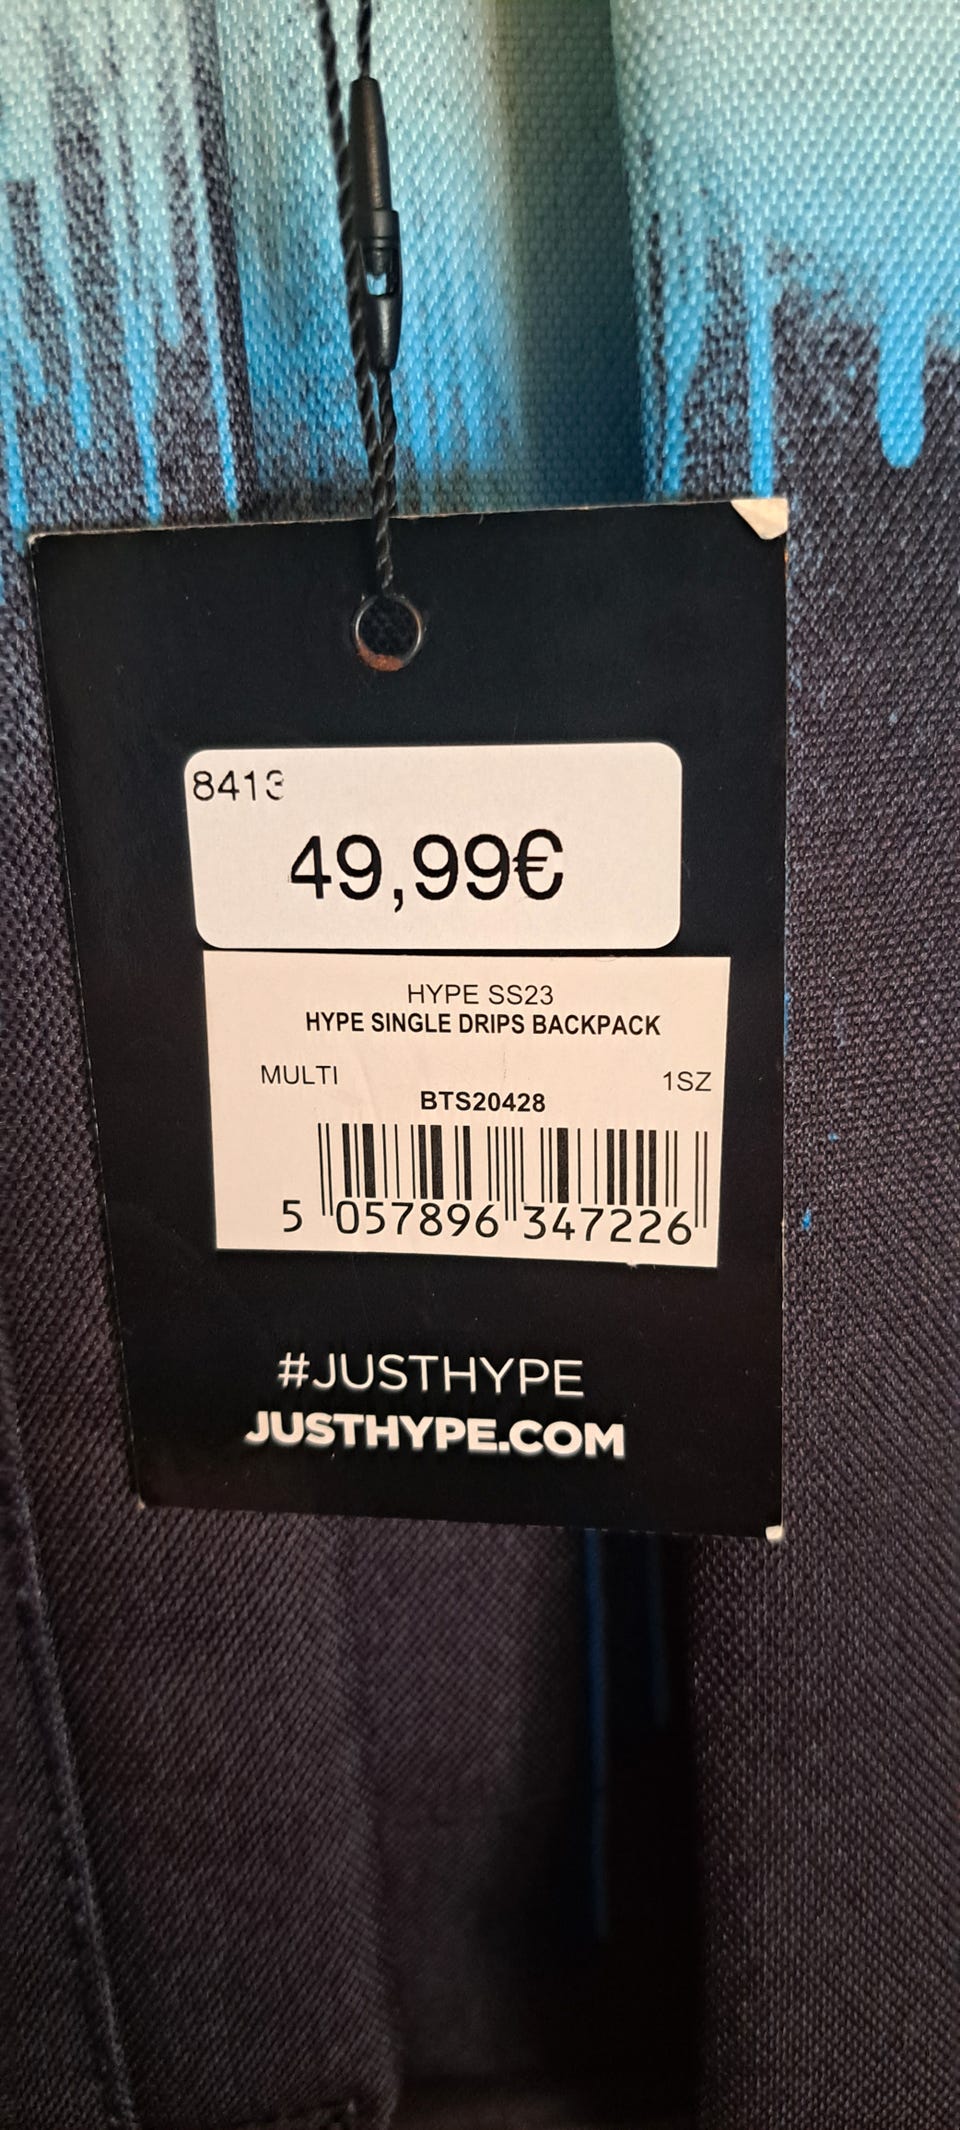 8413
49,99€
HYPE SS23
HYPE SINGLE DRIPS BACKPACK
MULTI 1SZ
BTS20428
5 057896 347226
#JUSTHYPE
JUSTHYPE.COM